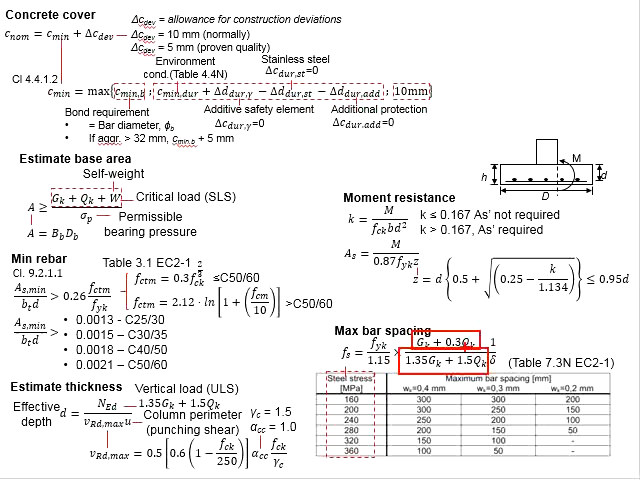 Concrete cover
c_nom = c_min + Δc_dev
Δc_dev = allowance for construction deviations
Δc_dev = 10 mm (normally)
Δc_dev = 5 mm (proven quality)
Environment cond.(Table 4.4N)
Stainless steel
Δc_dur,st=0
Cl 4.4.1.2
c_min = max{c_min,b ; c_min,dur + Δd_dur,γ − Δd_dur,st − Δd_dur,add ; 10mm}
Bond requirement
• = Bar diameter, ϕ_b
• If aggr. > 32 mm, c_min,b + 5 mm
Additive safety element
Δc_dur,γ=0
Additional protection
Δc_dur.add=0
Estimate base area
Self-weight
A ≥ (G_k + Q_k + W) / σ_p
Critical load (SLS)
Permissible bearing pressure
A = B_b D_b
M
h
d
D
Moment resistance
k = M / (f_ck bd²)
k ≤ 0.167 As’ not required
k > 0.167, As’ required
A_s = M / (0.87f_yk z)
z = d {0.5 + √(0.25 − k / 1.134)} ≤ 0.95d
Min rebar
Cl. 9.2.1.1
Table 3.1 EC2-1
A_s,min / (b_t d) > 0.26 f_ctm / f_yk
f_ctm = 0.3f_ck^(2/3) ≤C50/60
f_ctm = 2.12 · ln [1 + (f_cm / 10)] >C50/60
A_s,min / (b_t d) >
• 0.0013 - C25/30
• 0.0015 - C30/35
• 0.0018 - C40/50
• 0.0021 - C50/60
Max bar spacing
f_s = f_yk / 1.15 × (G_k + 0.3Q_k) / (1.35G_k + 1.5Q_k) 1/δ
(Table 7.3N EC2-1)
Steel stress [MPa] Maximum bar spacing [mm]
w_k=0,4 mm w_k=0,3 mm w_k=0,2 mm
160 300 300 200
200 300 250 150
240 250 200 100
280 200 150 50
320 150 100 -
360 100 50 -
Estimate thickness
Vertical load (ULS)
Effective depth
d = N_Ed / (v_Rd,max u)
1.35G_k + 1.5Q_k
Column perimeter (punching shear)
γ_c = 1.5
α_cc = 1.0
v_Rd,max = 0.5 [0.6 (1 − f_ck / 250)] α_cc f_ck / γ_c